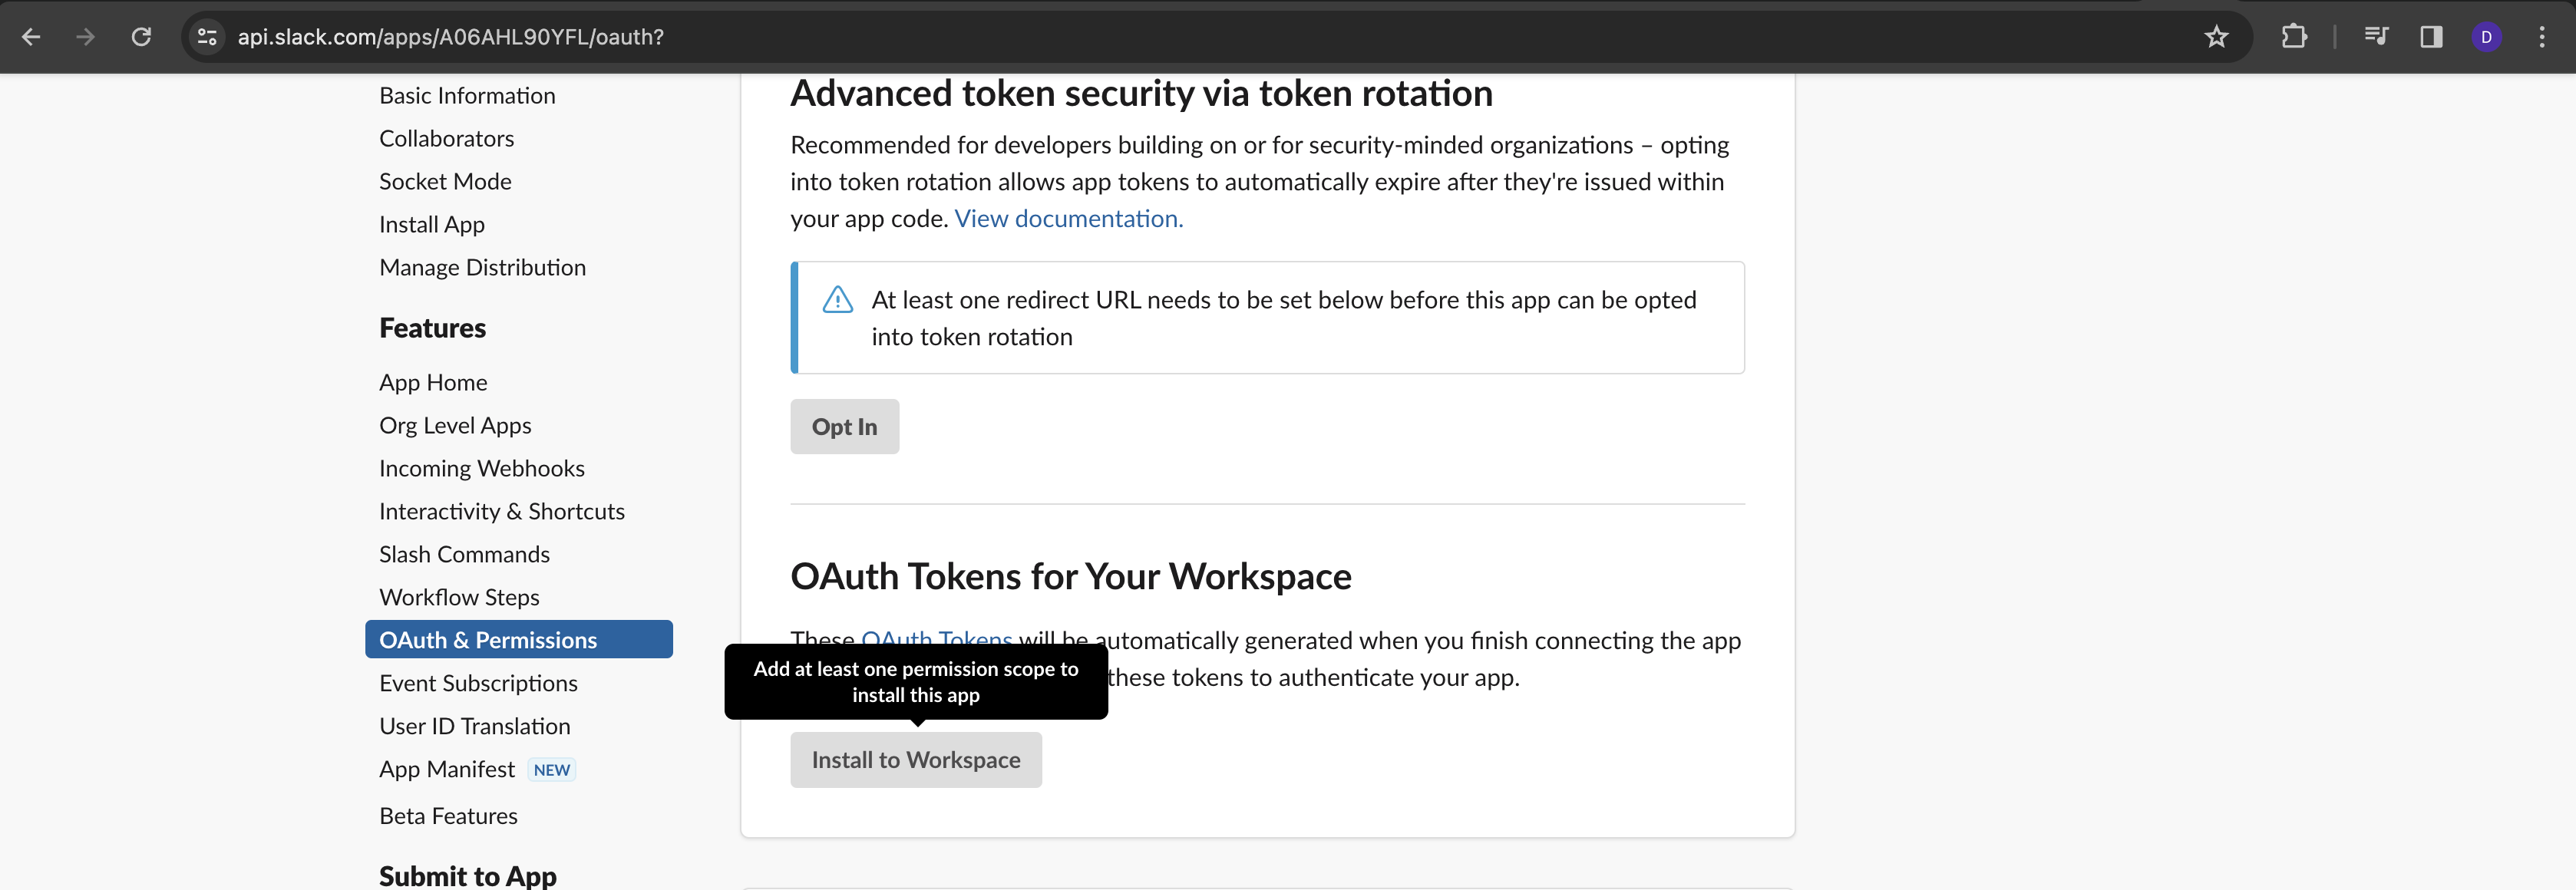 api.slack.com/apps/A06AHL90YFL/oauth?
D
Basic Information
Collaborators
Socket Mode
Install App
Manage Distribution
Features
App Home
Org Level Apps
Incoming Webhooks
Interactivity & Shortcuts
Slash Commands
Workflow Steps
OAuth & Permissions
Event Subscriptions
User ID Translation
App Manifest NEW
Beta Features
Submit to App
Advanced token security via token rotation
Recommended for developers building on or for security-minded organizations – opting
into token rotation allows app tokens to automatically expire after they're issued within
your app code. View documentation.
At least one redirect URL needs to be set below before this app can be opted
into token rotation
Opt In
OAuth Tokens for Your Workspace
These OAuth Tokens will be automatically generated when you finish connecting the app
these tokens to authenticate your app.
Add at least one permission scope to
install this app
Install to Workspace